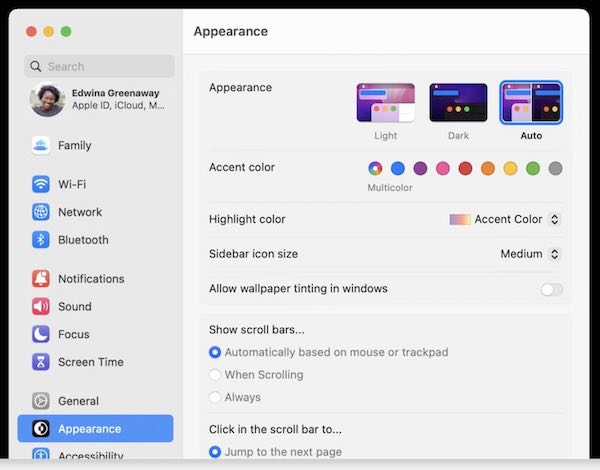 Appearance
Search
Edwina Greenaway
Apple ID, iCloud, M...
Family
Wi-Fi
Network
Bluetooth
Notifications
Sound
Focus
Screen Time
General
Appearance
Accessibility
Appearance
Light
Dark
Auto
Accent color
Multicolor
Highlight color
Accent Color
Sidebar icon size
Medium
Allow wallpaper tinting in windows
Show scroll bars...
Automatically based on mouse or trackpad
When Scrolling
Always
Click in the scroll bar to...
Jump to the next page